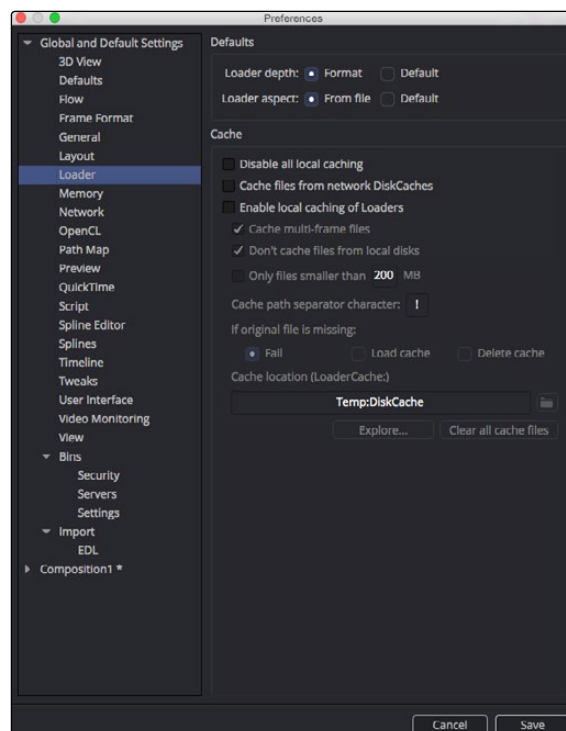 Preferences
Global and Default Settings
3D View
Defaults
Flow
Frame Format
General
Layout
Loader
Memory
Network
OpenCL
Path Map
Preview
QuickTime
Script
Spline Editor
Splines
Timeline
Tweaks
User Interface
Video Monitoring
View
Bins
Security
Servers
Settings
Import
EDL
Composition1 *
Defaults
Loader depth: Format Default
Loader aspect: From file Default
Cache
Disable all local caching
Cache files from network DiskCaches
Enable local caching of Loaders
Cache multi-frame files
Don't cache files from local disks
Only files smaller than 200 MB
Cache path separator character: !
If original file is missing:
Fail Load cache Delete cache
Cache location (LoaderCache:)
Temp:DiskCache
Explore... Clear all cache files
Cancel Save